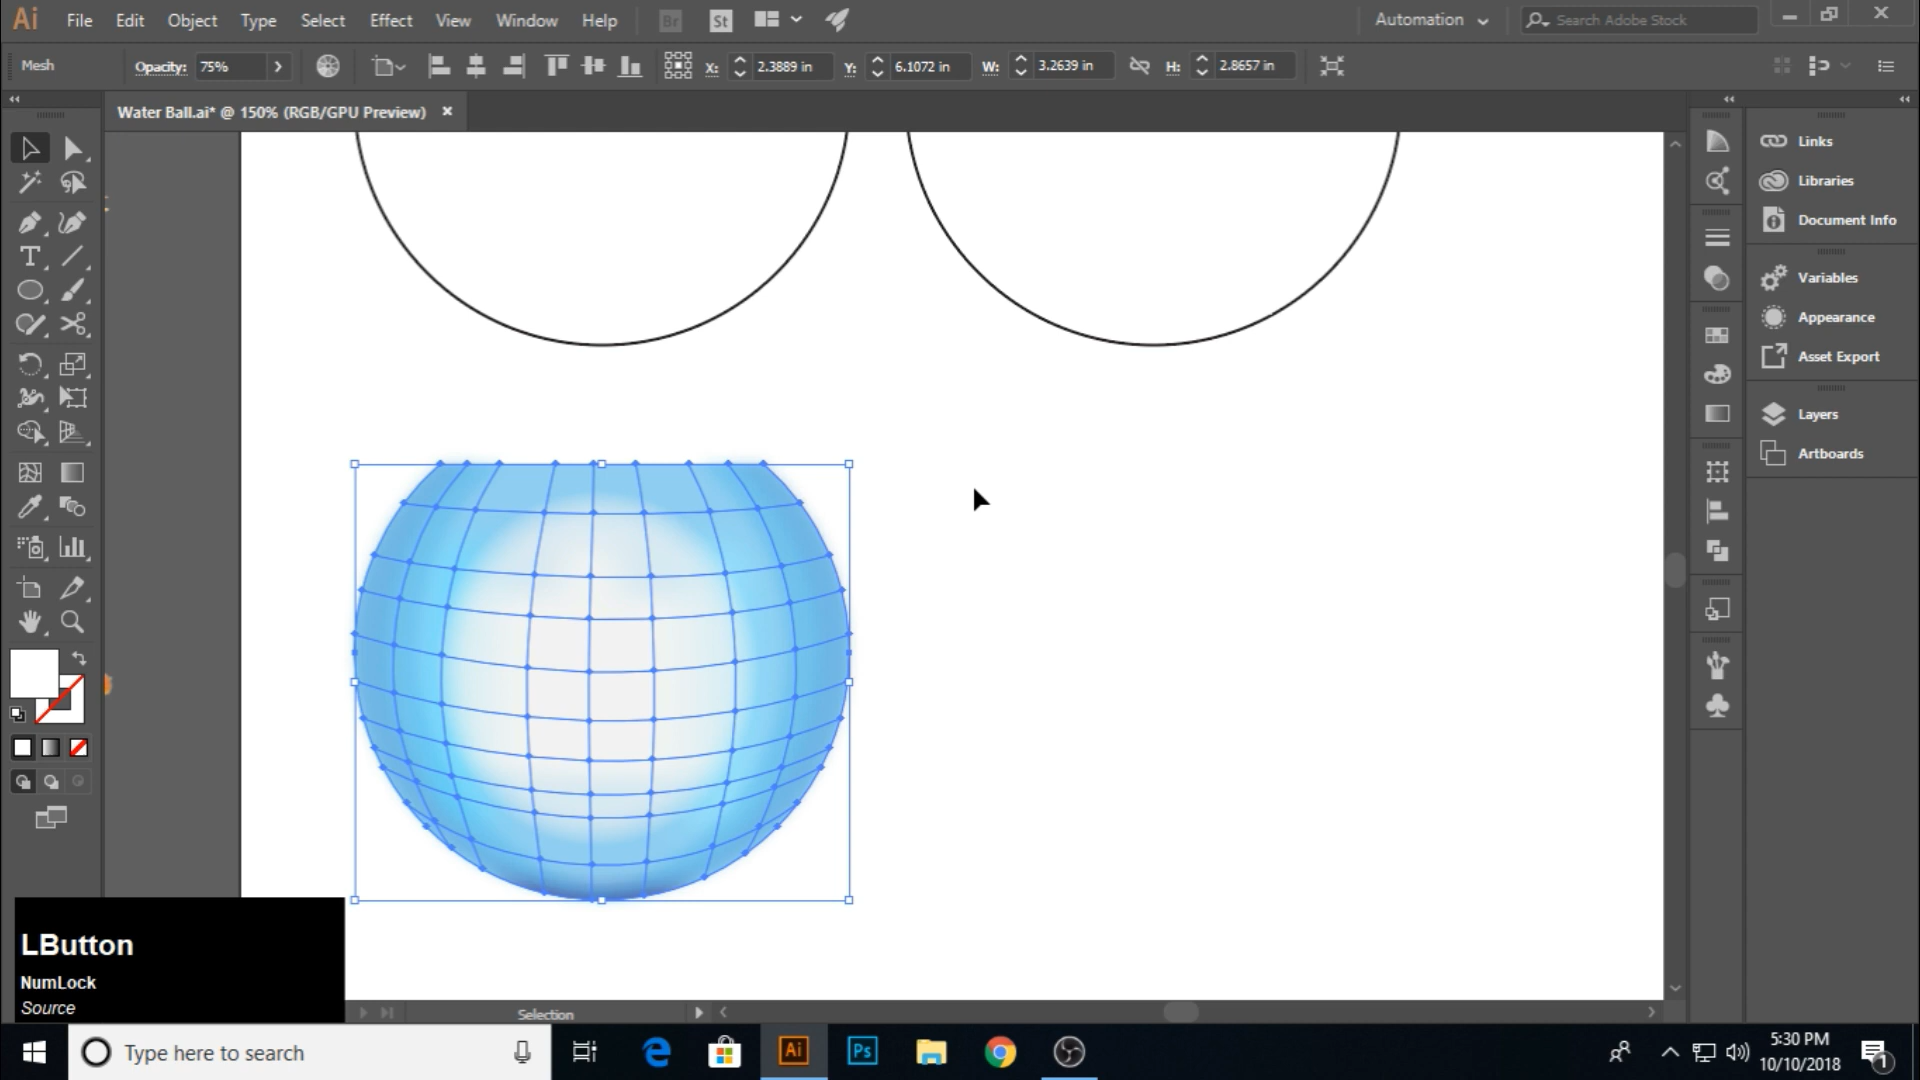 Ai File Edit Object Type Select Effect View Window Help Br St Automation Search Adobe Stock
Mesh Opacity: 75% X: 2.3889 in Y: 6.1072 in W: 3.2639 in H: 2.8657 in
Water Ball.ai* @ 150% (RGB/GPU Preview)
Links
Libraries
Document Info
Variables
Appearance
Asset Export
Layers
Artboards
LButton
NumLock
Source
Selection
Type here to search
Ai
Ps
5:30 PM
10/10/2018
1